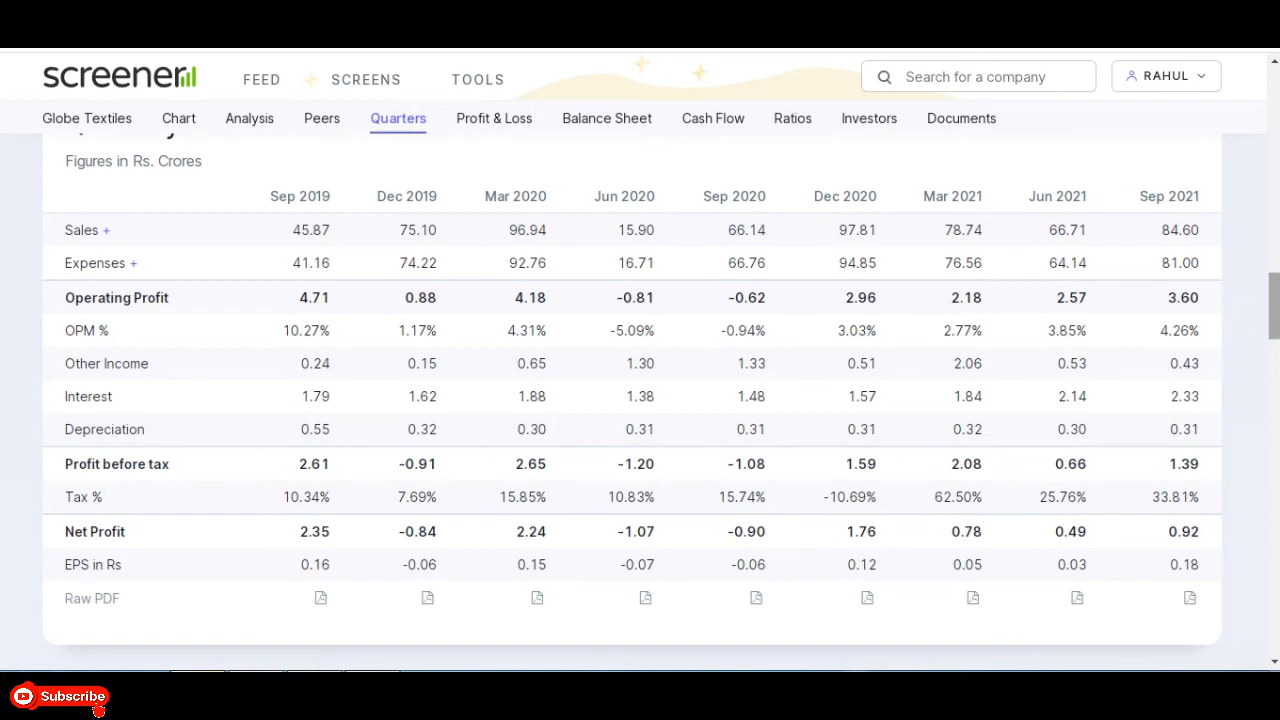 screener FEED SCREENS TOOLS Search for a company RAHUL
Globe Textiles Chart Analysis Peers Quarters Profit & Loss Balance Sheet Cash Flow Ratios Investors Documents
Figures in Rs. Crores
Sep 2019 Dec 2019 Mar 2020 Jun 2020 Sep 2020 Dec 2020 Mar 2021 Jun 2021 Sep 2021
Sales + 45.87 75.10 96.94 15.90 66.14 97.81 78.74 66.71 84.60
Expenses + 41.16 74.22 92.76 16.71 66.76 94.85 76.56 64.14 81.00
Operating Profit 4.71 0.88 4.18 -0.81 -0.62 2.96 2.18 2.57 3.60
OPM % 10.27% 1.17% 4.31% -5.09% -0.94% 3.03% 2.77% 3.85% 4.26%
Other Income 0.24 0.15 0.65 1.30 1.33 0.51 2.06 0.53 0.43
Interest 1.79 1.62 1.88 1.38 1.48 1.57 1.84 2.14 2.33
Depreciation 0.55 0.32 0.30 0.31 0.31 0.31 0.32 0.30 0.31
Profit before tax 2.61 -0.91 2.65 -1.20 -1.08 1.59 2.08 0.66 1.39
Tax % 10.34% 7.69% 15.85% 10.83% 15.74% -10.69% 62.50% 25.76% 33.81%
Net Profit 2.35 -0.84 2.24 -1.07 -0.90 1.76 0.78 0.49 0.92
EPS in Rs 0.16 -0.06 0.15 -0.07 -0.06 0.12 0.05 0.03 0.18
Raw PDF
Subscribe